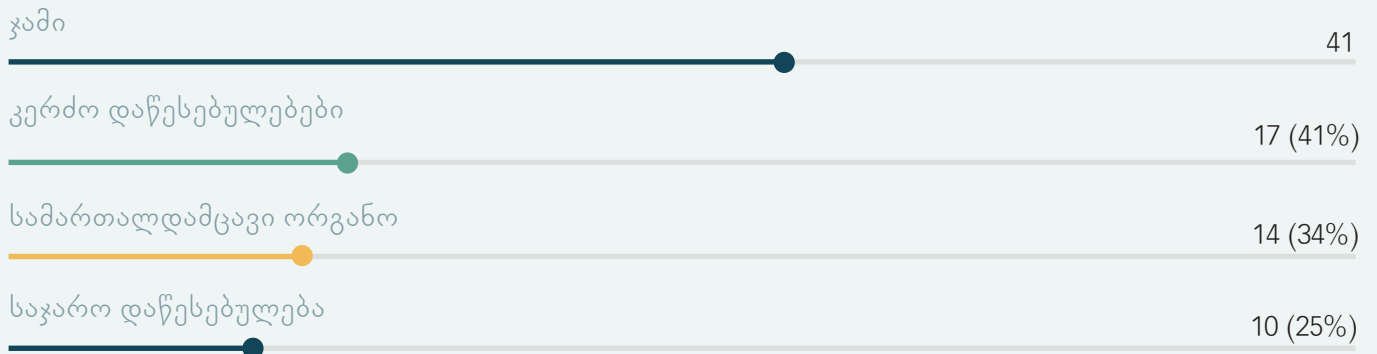 ჯამი
41
კერძო დაწესებულებები
17 (41%)
სამართალდამცავი ორგანო
14 (34%)
საჯარო დაწესებულება
10 (25%)